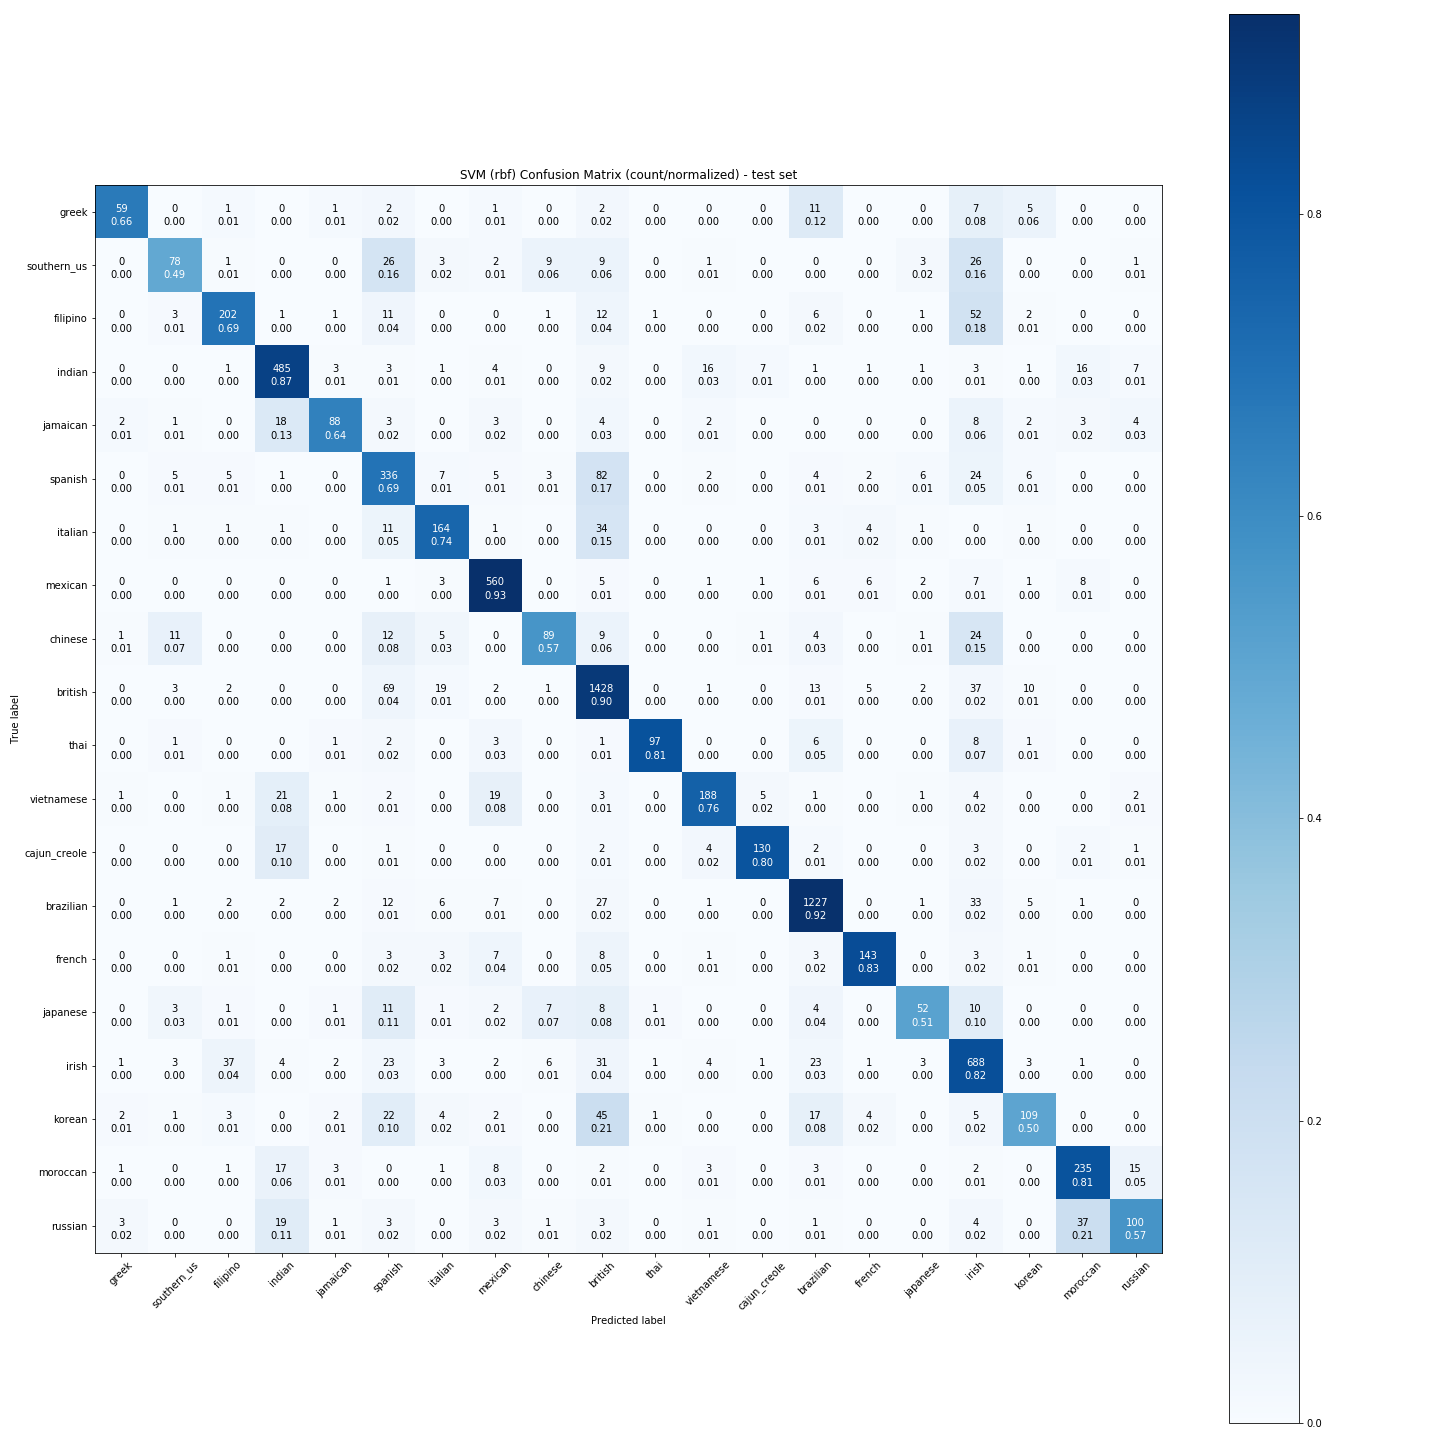 SVM (rbf) Confusion Matrix (count/normalized) - test set
greek 59 0 1 0 1 2 0 1 0 2 0 0 0 11 0 0 7 5 0 0
0.66 0.00 0.01 0.00 0.01 0.02 0.00 0.01 0.00 0.02 0.00 0.00 0.00 0.12 0.00 0.00 0.08 0.06 0.00 0.00
southern_us 0 78 1 0 0 26 3 2 9 9 0 1 0 0 0 3 26 0 0 1
0.00 0.49 0.01 0.00 0.00 0.16 0.02 0.01 0.06 0.06 0.00 0.01 0.00 0.00 0.00 0.02 0.16 0.00 0.00 0.01
filipino 0 3 202 1 1 11 0 0 1 12 1 0 0 6 0 1 52 2 0 0
0.00 0.01 0.69 0.00 0.00 0.04 0.00 0.00 0.00 0.04 0.00 0.00 0.00 0.02 0.00 0.00 0.18 0.01 0.00 0.00
indian 0 0 1 485 3 3 1 4 0 9 0 16 7 1 1 1 3 1 16 7
0.00 0.00 0.00 0.87 0.01 0.01 0.00 0.01 0.00 0.02 0.00 0.03 0.01 0.00 0.00 0.00 0.01 0.00 0.03 0.01
jamaican 2 1 0 18 88 3 0 3 0 4 0 2 0 0 0 0 8 2 3 4
0.01 0.01 0.00 0.13 0.64 0.02 0.00 0.02 0.00 0.03 0.00 0.01 0.00 0.00 0.00 0.00 0.06 0.01 0.02 0.03
spanish 0 5 5 1 0 336 7 5 3 82 0 2 0 4 2 6 24 6 0 0
0.00 0.01 0.01 0.00 0.00 0.69 0.01 0.01 0.01 0.17 0.00 0.00 0.00 0.01 0.00 0.01 0.05 0.01 0.00 0.00
italian 0 1 1 1 0 11 164 1 0 34 0 0 0 3 4 1 0 1 0 0
0.00 0.00 0.00 0.00 0.00 0.05 0.74 0.00 0.00 0.15 0.00 0.00 0.00 0.01 0.02 0.00 0.00 0.00 0.00 0.00
mexican 0 0 0 0 0 1 3 560 0 5 0 1 1 6 6 2 7 1 8 0
0.00 0.00 0.00 0.00 0.00 0.00 0.00 0.93 0.00 0.01 0.00 0.00 0.00 0.01 0.01 0.00 0.01 0.00 0.01 0.00
chinese 1 11 0 0 0 12 5 0 89 9 0 0 1 4 0 1 24 0 0 0
0.01 0.07 0.00 0.00 0.00 0.08 0.03 0.00 0.57 0.06 0.00 0.00 0.01 0.03 0.00 0.01 0.15 0.00 0.00 0.00
british 0 3 2 0 0 69 19 2 1 1428 0 1 0 13 5 2 37 10 0 0
0.00 0.00 0.00 0.00 0.00 0.04 0.01 0.00 0.00 0.90 0.00 0.00 0.00 0.01 0.00 0.00 0.02 0.01 0.00 0.00
thai 0 1 0 0 1 2 0 3 0 1 97 0 0 6 0 0 8 1 0 0
0.00 0.01 0.00 0.00 0.01 0.02 0.00 0.03 0.00 0.01 0.81 0.00 0.00 0.05 0.00 0.00 0.07 0.01 0.00 0.00
vietnamese 1 0 1 21 1 2 0 19 0 3 0 188 5 1 0 1 4 0 0 2
0.00 0.00 0.00 0.08 0.00 0.01 0.00 0.08 0.00 0.01 0.00 0.76 0.02 0.00 0.00 0.00 0.02 0.00 0.00 0.01
cajun_creole 0 0 0 17 0 1 0 0 0 2 0 4 130 2 0 0 3 0 2 1
0.00 0.00 0.00 0.10 0.00 0.01 0.00 0.00 0.00 0.01 0.00 0.02 0.80 0.01 0.00 0.00 0.02 0.00 0.01 0.01
brazilian 0 1 2 2 2 12 6 7 0 27 0 1 0 1227 0 1 33 5 1 0
0.00 0.00 0.00 0.00 0.00 0.01 0.00 0.01 0.00 0.02 0.00 0.00 0.00 0.92 0.00 0.00 0.02 0.00 0.00 0.00
french 0 0 1 0 0 3 3 7 0 8 0 1 0 3 143 0 3 1 0 0
0.00 0.00 0.01 0.00 0.00 0.02 0.02 0.04 0.00 0.05 0.00 0.01 0.00 0.02 0.83 0.00 0.02 0.01 0.00 0.00
japanese 0 3 1 0 1 11 1 2 7 8 1 0 0 4 0 52 10 0 0 0
0.00 0.03 0.01 0.00 0.01 0.11 0.01 0.02 0.07 0.08 0.01 0.00 0.00 0.04 0.00 0.51 0.10 0.00 0.00 0.00
irish 1 3 37 4 2 23 3 2 6 31 1 4 1 23 1 3 688 3 1 0
0.00 0.00 0.04 0.00 0.00 0.03 0.00 0.00 0.01 0.04 0.00 0.00 0.00 0.03 0.00 0.00 0.82 0.00 0.00 0.00
korean 2 1 3 0 2 22 4 2 0 45 1 0 0 17 4 0 5 109 0 0
0.01 0.00 0.01 0.00 0.01 0.10 0.02 0.01 0.00 0.21 0.00 0.00 0.00 0.08 0.02 0.00 0.02 0.50 0.00 0.00
moroccan 1 0 1 17 3 0 1 8 0 2 0 3 0 3 0 0 2 0 235 15
0.00 0.00 0.00 0.06 0.01 0.00 0.00 0.03 0.00 0.01 0.00 0.01 0.00 0.01 0.00 0.00 0.01 0.00 0.81 0.05
russian 3 0 0 19 1 3 0 3 1 3 0 1 0 1 0 0 4 0 37 100
0.02 0.00 0.00 0.11 0.01 0.02 0.00 0.02 0.01 0.02 0.00 0.01 0.00 0.01 0.00 0.00 0.02 0.00 0.21 0.57
greek southern_us filipino indian jamaican spanish italian mexican chinese british thai vietnamese cajun_creole brazilian french japanese irish korean moroccan russian
Predicted label
True label
0.8
0.6
0.4
0.2
0.0